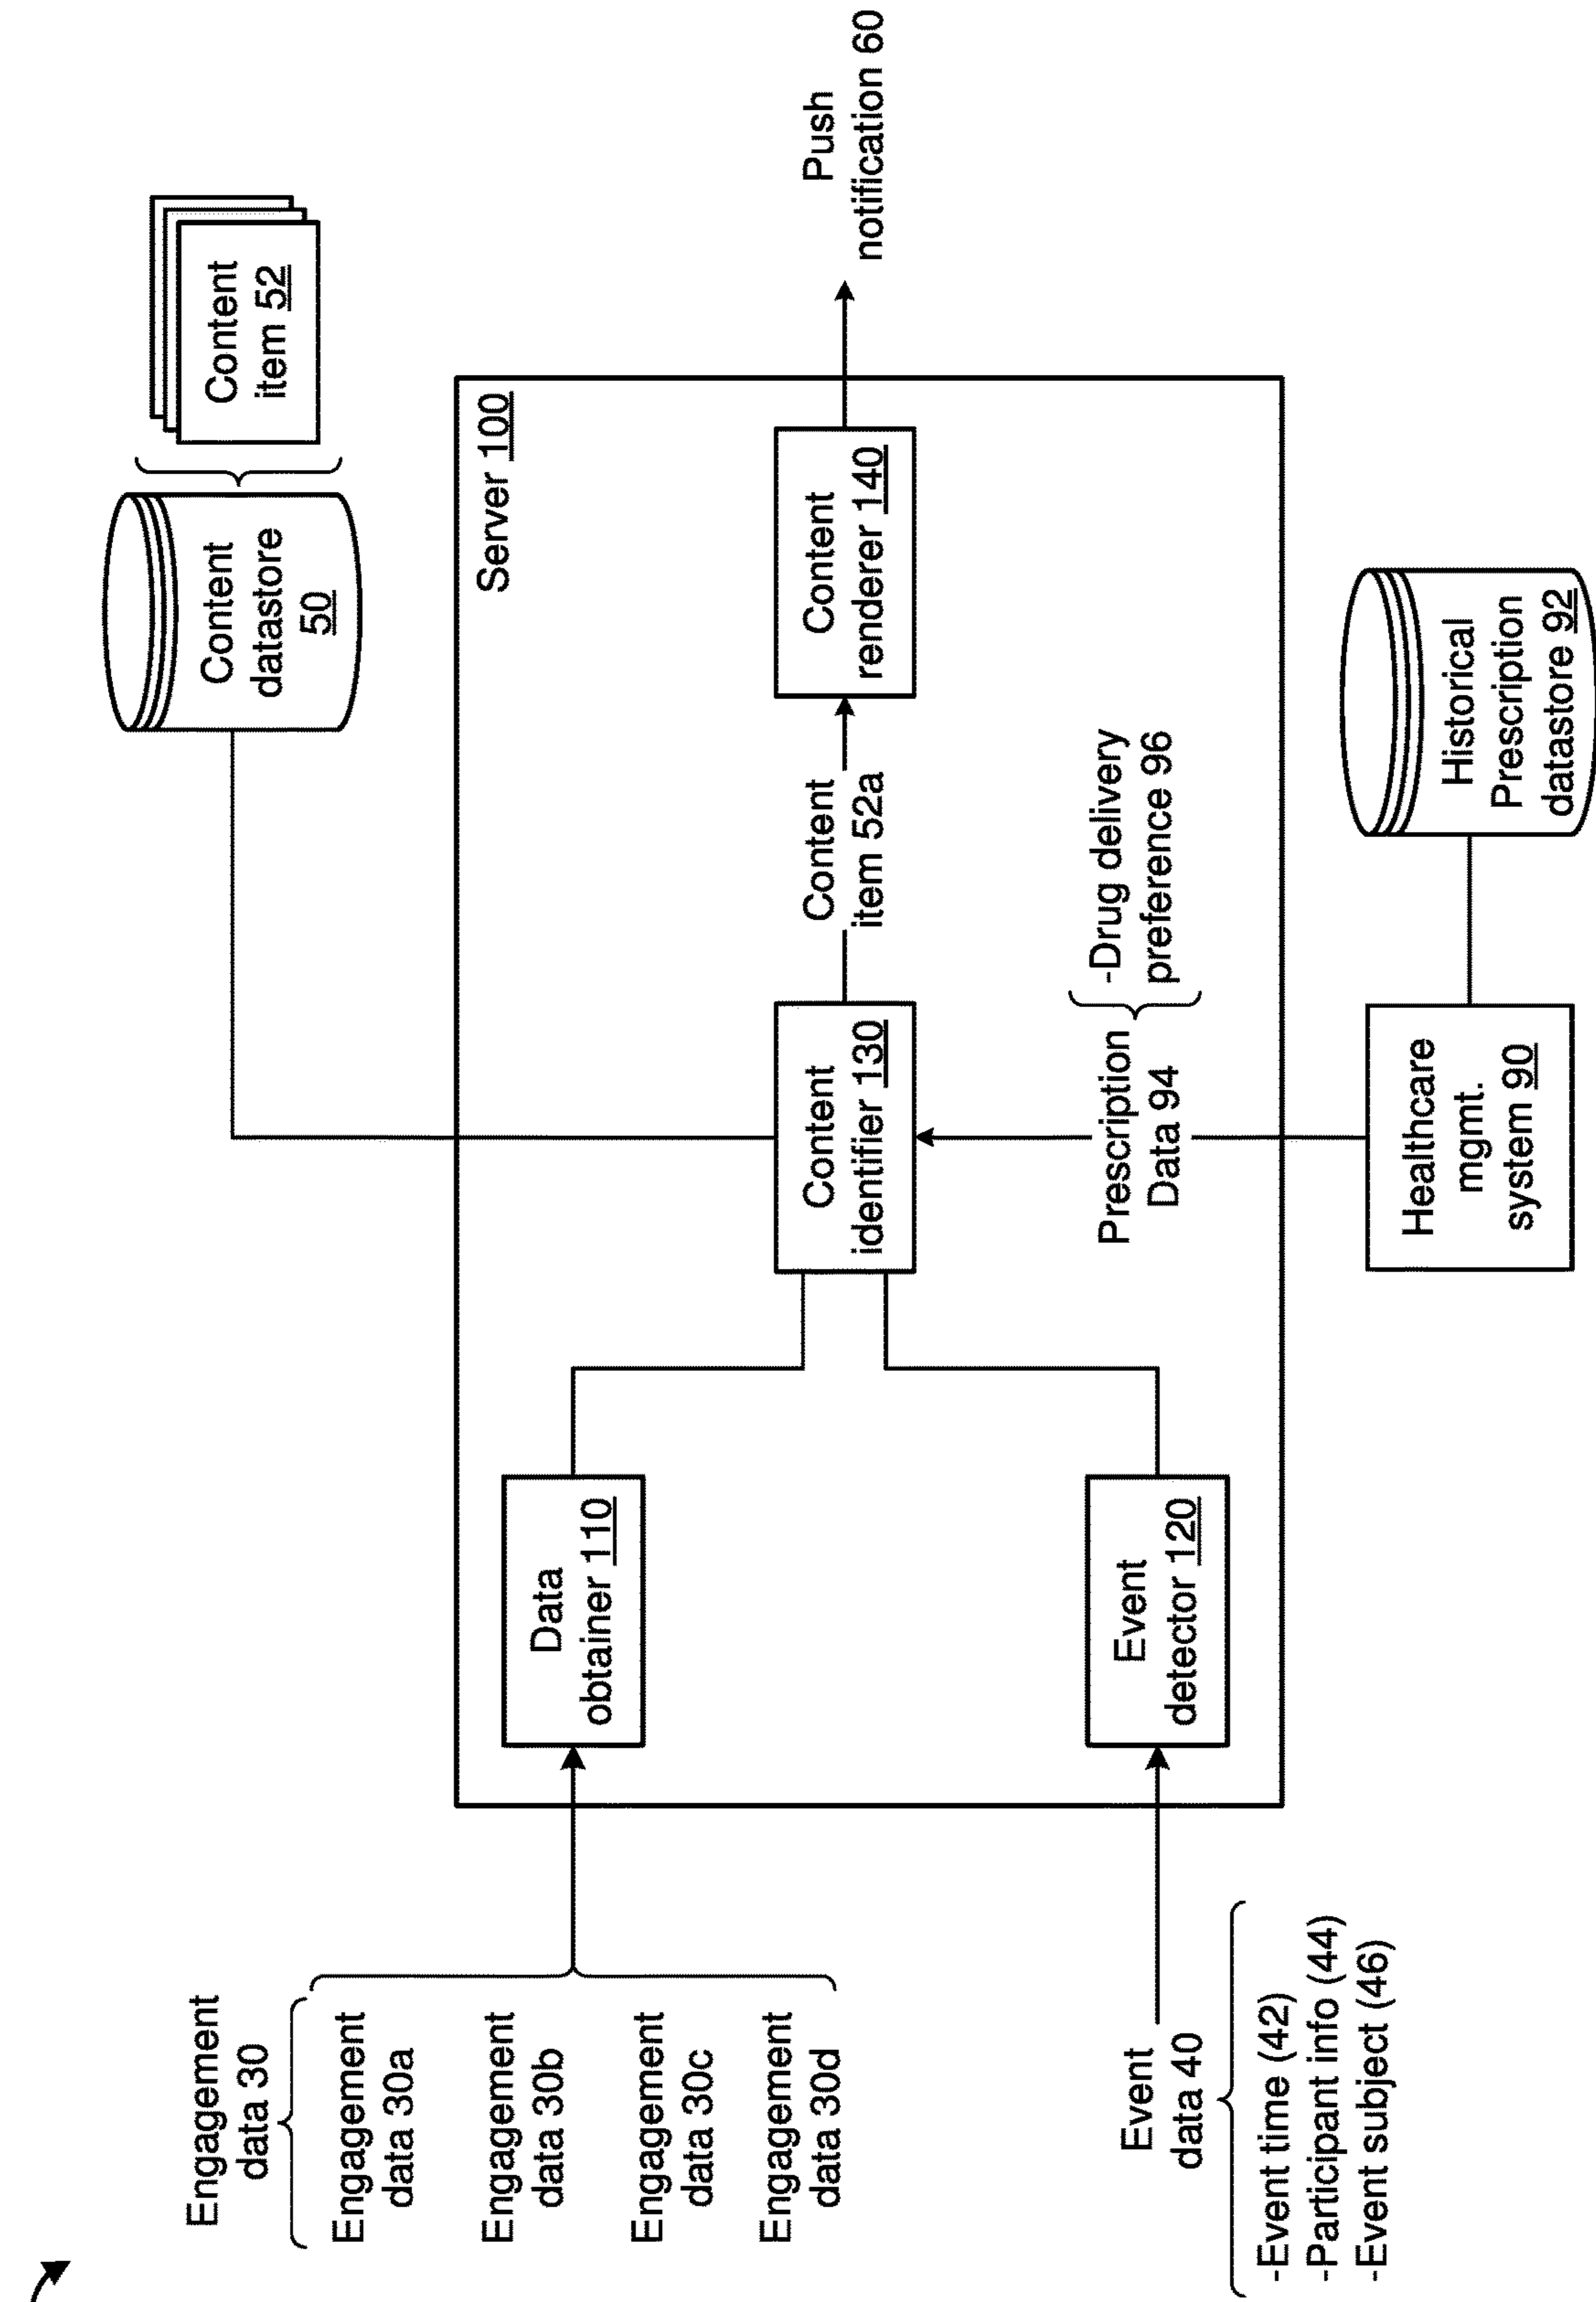 Engagement
data 30
Engagement
data 30a
Engagement
data 30b
Engagement
data 30c
Engagement
data 30d
Event
data 40
-Event time (42)
-Participant info (44)
-Event subject (46)
Server 100
Data
obtainer 110
Event
detector 120
Content
identifier 130
Content
item 52a
Content
renderer 140
Prescription
Data 94
-Drug delivery
preference 96
Content
datastore
50
Content
item 52
Push
notification 60
Healthcare
mgmt.
system 90
Historical
Prescription
datastore 92